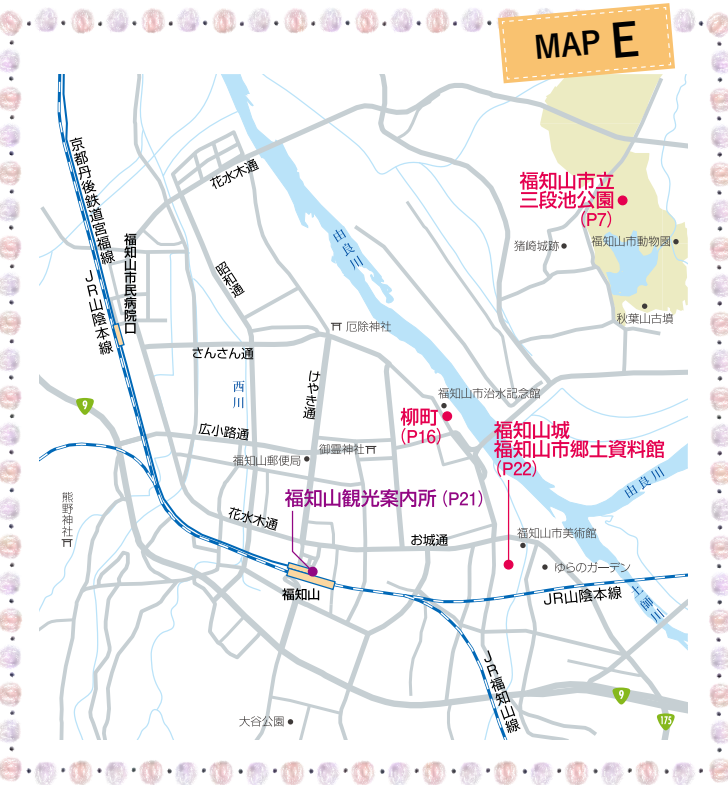 MAP E
京都丹後鉄道宮福線
JR山陰本線
福知山市民病院口
花水木通
昭和通
由良川
福知山市立
三段池公園
(P7)
猪崎城跡
福知山市動物園
秋葉山古墳
厄除神社
さんさん通
西川
けやき通
福知山市治水記念館
柳町
(P16)
9
広小路通
福知山郵便局
御霊神社
福知山城
福知山市郷土資料館
(P22)
由良川
熊野神社
福知山観光案内所(P21)
花水木通
お城通
福知山市美術館
ゆらのガーデン
福知山
JR山陰本線
土師川
JR福知山線
9
175
大谷公園